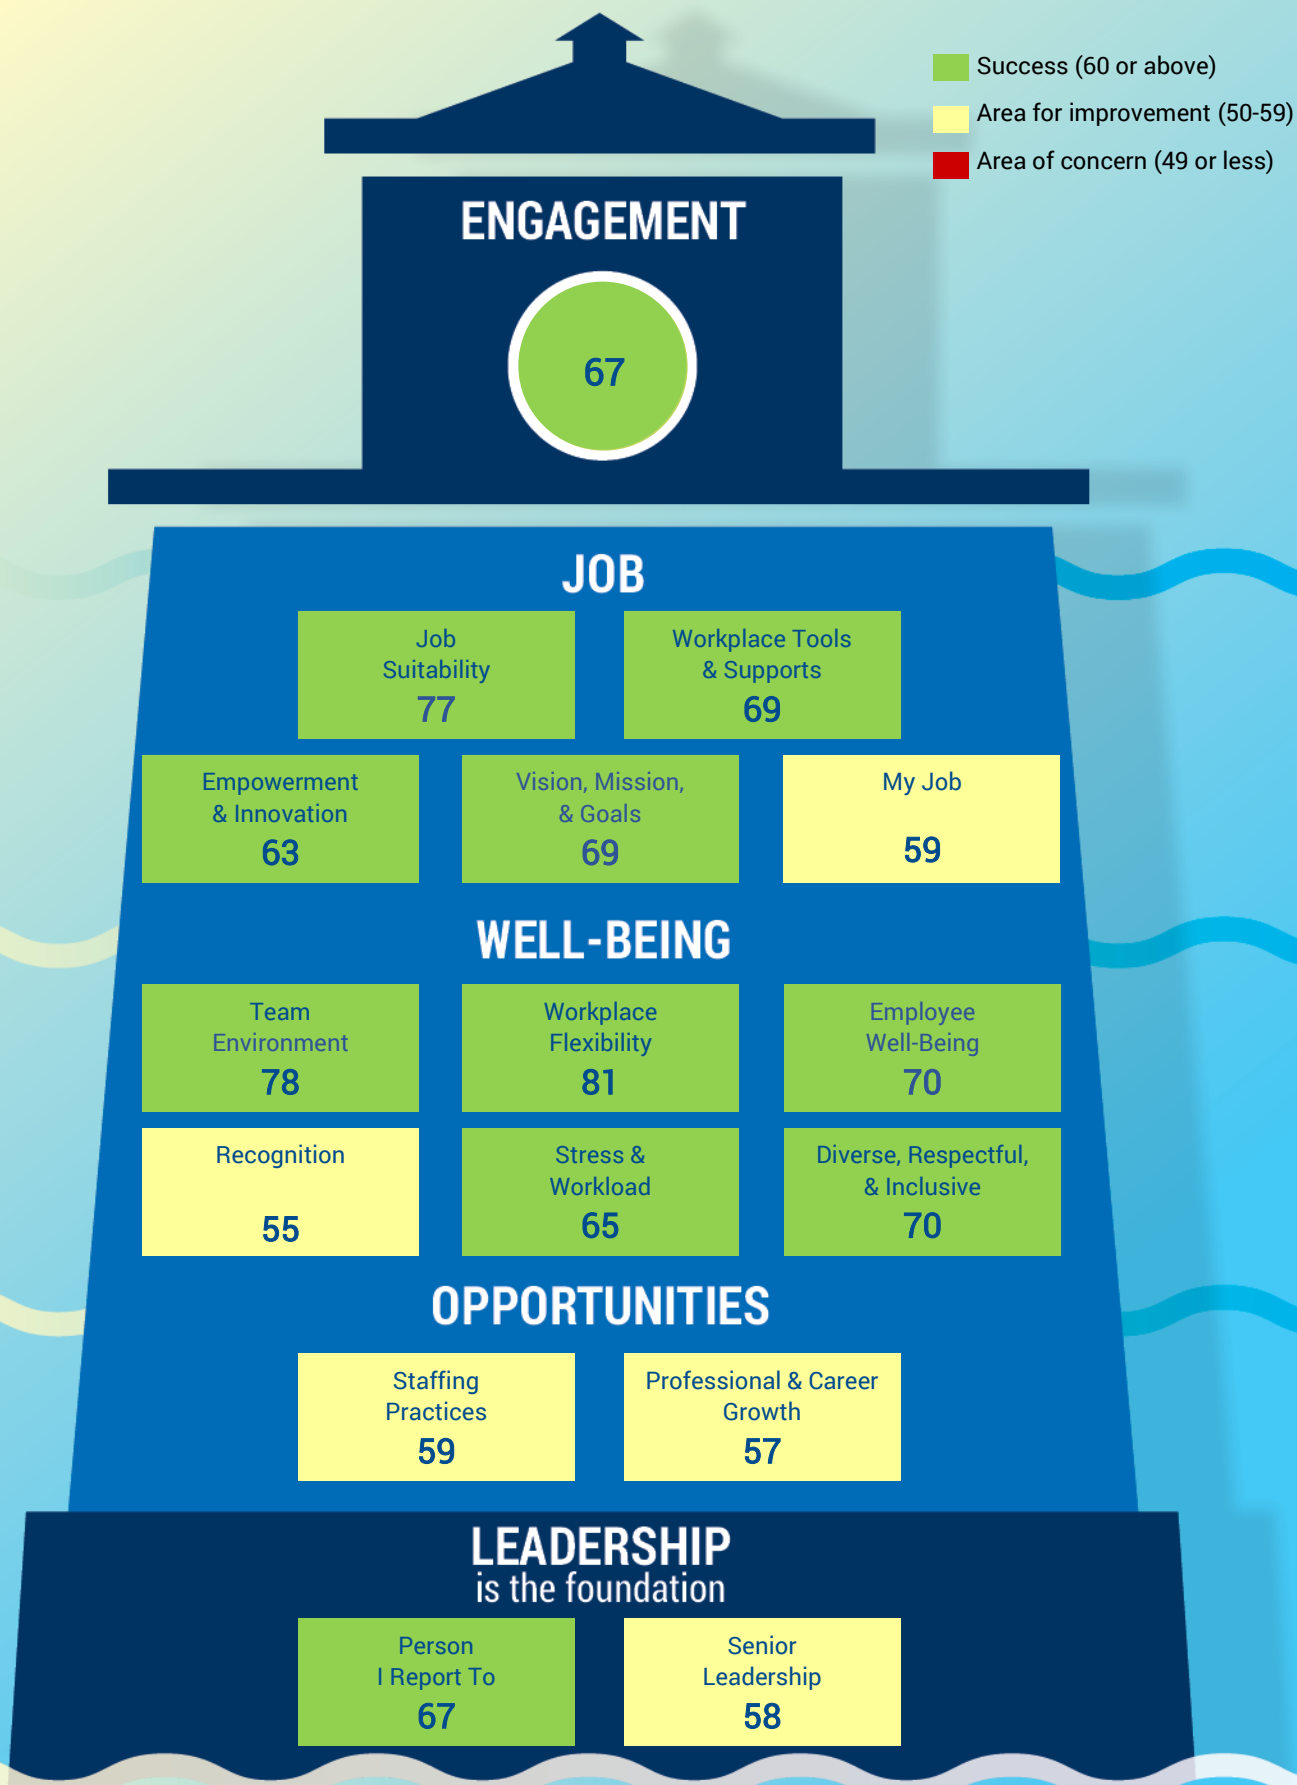 Success (60 or above)
Area for improvement (50-59)
Area of concern (49 or less)
ENGAGEMENT
67
JOB
Job
Suitability
77
Workplace Tools
& Supports
69
Empowerment
& Innovation
63
Vision, Mission,
& Goals
69
My Job
59
WELL-BEING
Team
Environment
78
Workplace
Flexibility
81
Employee
Well-Being
70
Recognition
55
Stress &
Workload
65
Diverse, Respectful,
& Inclusive
70
OPPORTUNITIES
Staffing
Practices
59
Professional & Career
Growth
57
LEADERSHIP
is the foundation
Person
I Report To
67
Senior
Leadership
58